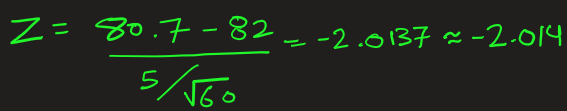 Z = (80.7 - 82) / (5/√60) = -2.0137 ≈ -2.014